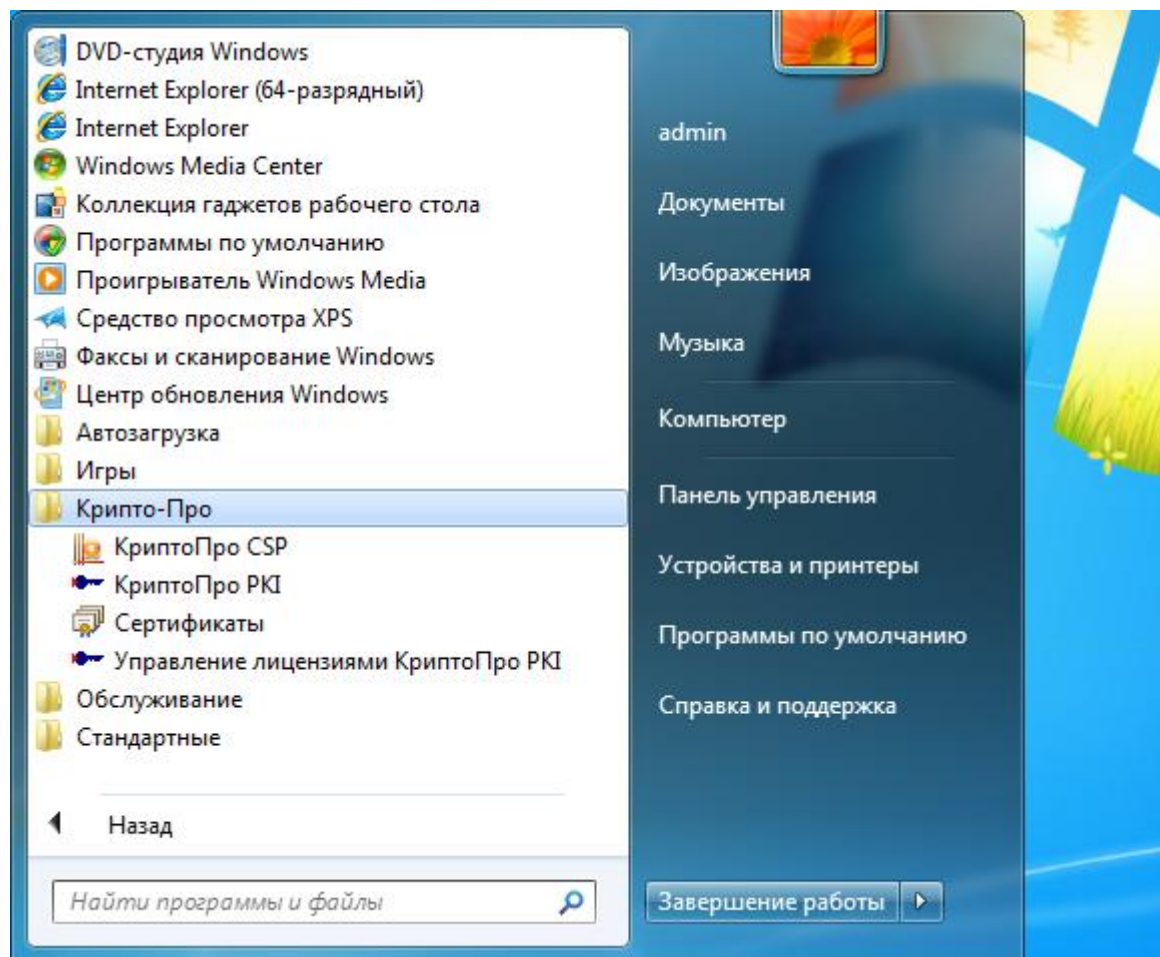 DVD-студия Windows
Internet Explorer (64-разрядный)
Internet Explorer
Windows Media Center
Коллекция гаджетов рабочего стола
Программы по умолчанию
Проигрыватель Windows Media
Средство просмотра XPS
Факсы и сканирование Windows
Центр обновления Windows
Автозагрузка
Игры
Крипто-Про
КриптоПро CSP
КриптоПро PKI
Сертификаты
Управление лицензиями КриптоПро PKI
Обслуживание
Стандартные
Назад
Найти программы и файлы
admin
Документы
Изображения
Музыка
Компьютер
Панель управления
Устройства и принтеры
Программы по умолчанию
Справка и поддержка
Завершение работы